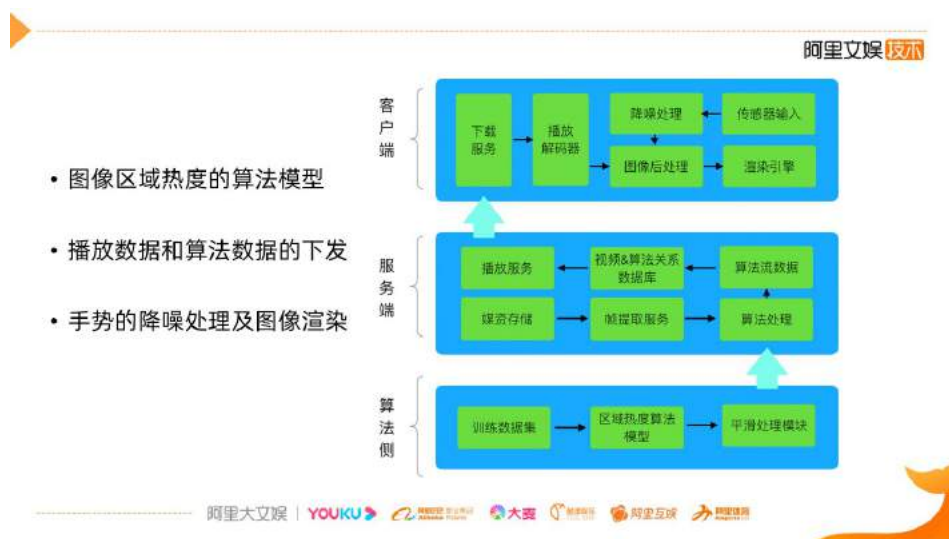 阿里文娱技术
• 图像区域热度的算法模型
• 播放数据和算法数据的下发
• 手势的降噪处理及图像渲染
客
户
端
下载
服务
播放
解码器
降噪处理
传感器输入
图像后处理
渲染引擎
服
务
端
播放服务
视频&算法关系
数据库
算法流数据
媒资存储
帧提取服务
算法处理
算
法
侧
训练数据集
区域热度算法
模型
平滑处理模块
阿里大文娱 | YOUKU
大麦
阿里互娱